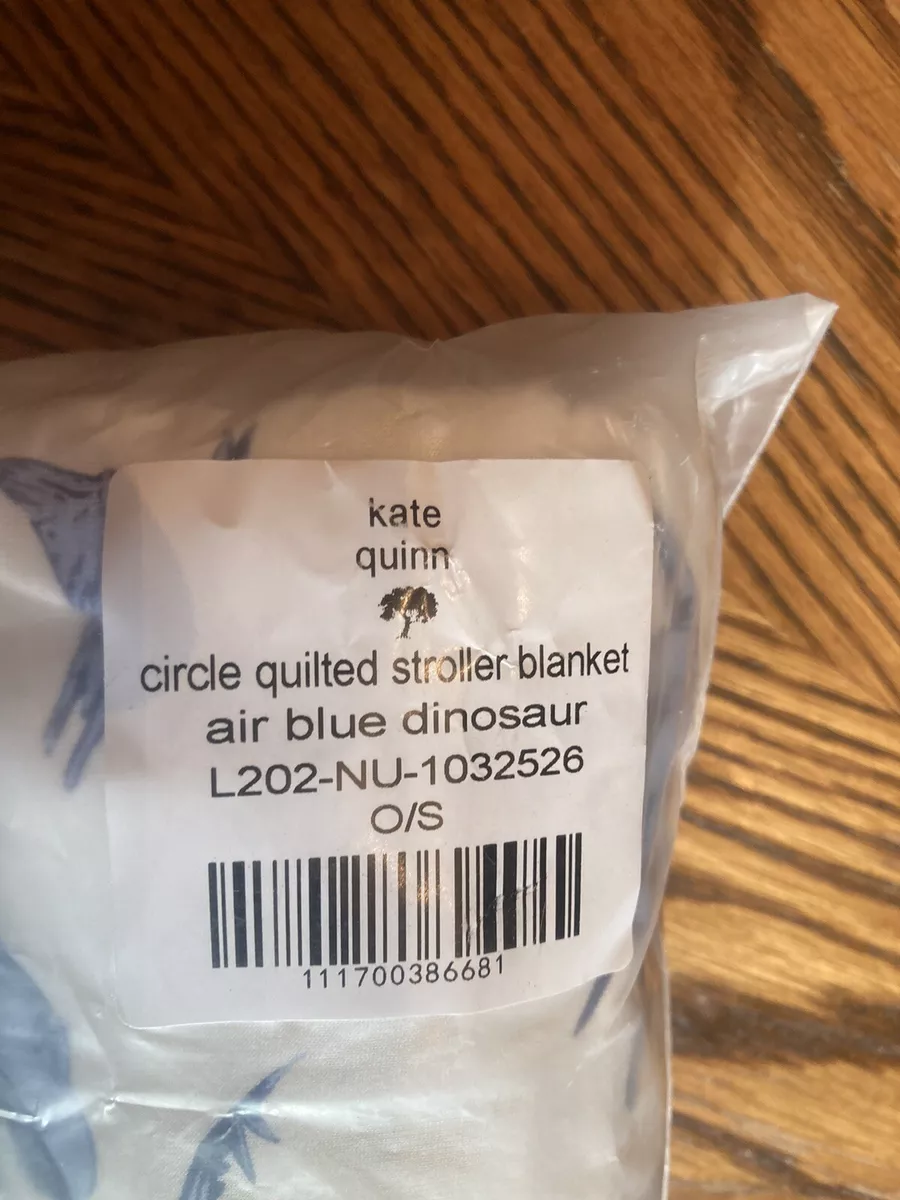 kate
quinn
circle quilted stroller blanket
air blue dinosaur
L202-NU-1032526
O/S
111700386681